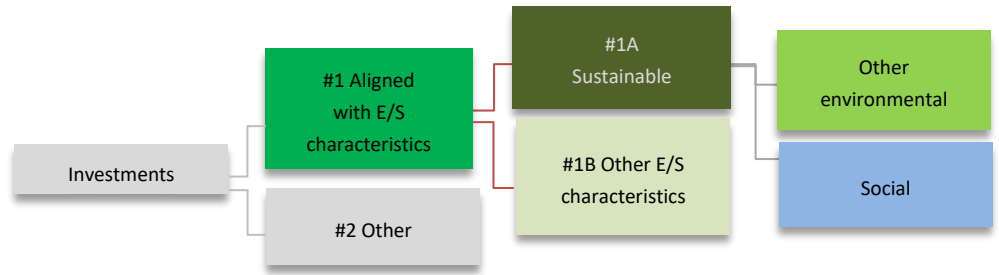 Investments
#1 Aligned
with E/S
characteristics
#2 Other
#1A
Sustainable
#1B Other E/S
characteristics
Other
environmental
Social